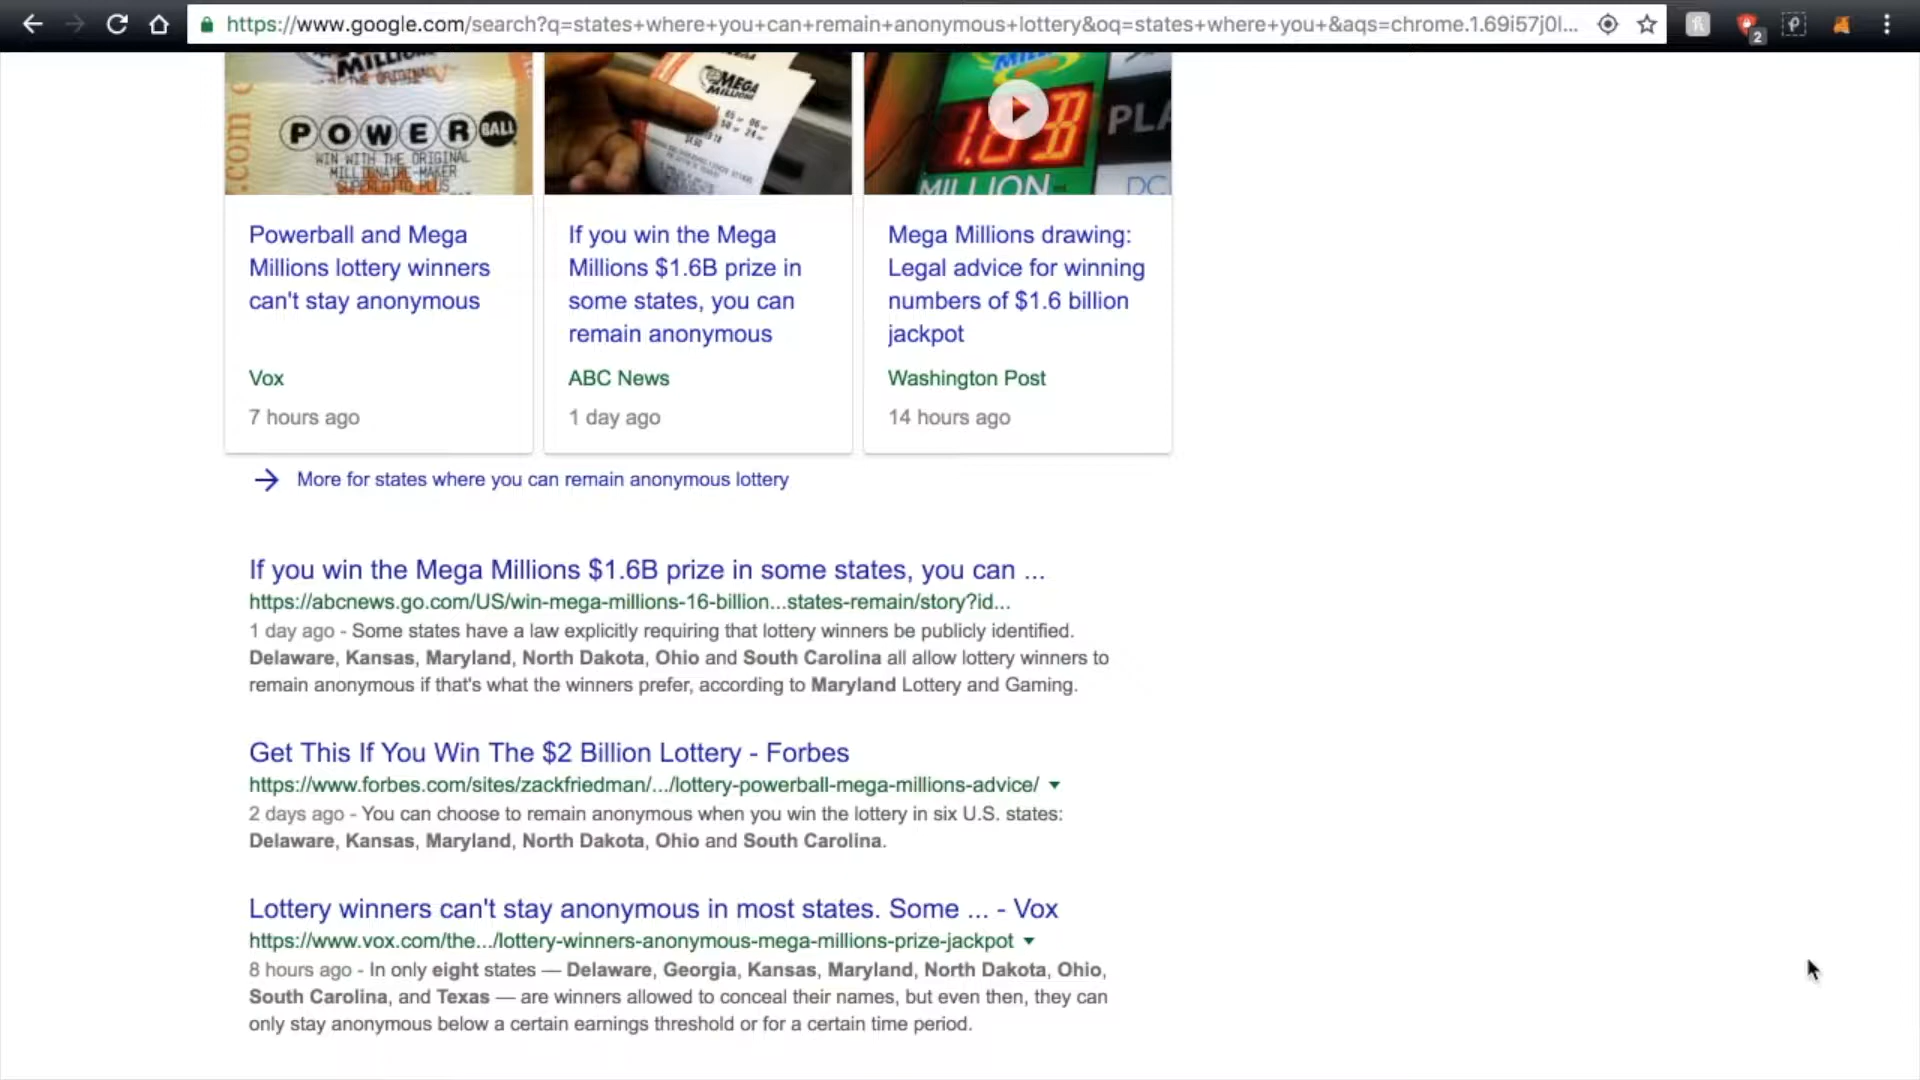 https://www.google.com/search?q=states+where+you+can+remain+anonymous+lottery&oq=states+where+you+&aqs=chrome.1.69i57j0l...
2
MILLIONS
POWER BALL
WIN WITH THE ORIGINAL
MILLIONAIRE-MAKER
SUPERLOTTO PLUS
.com
MEGA
MILLIONS
1.6B
MILLION
PLA
DC
Powerball and Mega
Millions lottery winners
can't stay anonymous
Vox
7 hours ago
If you win the Mega
Millions $1.6B prize in
some states, you can
remain anonymous
ABC News
1 day ago
Mega Millions drawing:
Legal advice for winning
numbers of $1.6 billion
jackpot
Washington Post
14 hours ago
More for states where you can remain anonymous lottery
If you win the Mega Millions $1.6B prize in some states, you can ...
https://abcnews.go.com/US/win-mega-millions-16-billion...states-remain/story?id...
1 day ago - Some states have a law explicitly requiring that lottery winners be publicly identified.
Delaware, Kansas, Maryland, North Dakota, Ohio and South Carolina all allow lottery winners to
remain anonymous if that's what the winners prefer, according to Maryland Lottery and Gaming.
Get This If You Win The $2 Billion Lottery - Forbes
https://www.forbes.com/sites/zackfriedman/.../lottery-powerball-mega-millions-advice/
2 days ago - You can choose to remain anonymous when you win the lottery in six U.S. states:
Delaware, Kansas, Maryland, North Dakota, Ohio and South Carolina.
Lottery winners can't stay anonymous in most states. Some ... - Vox
https://www.vox.com/the.../lottery-winners-anonymous-mega-millions-prize-jackpot
8 hours ago - In only eight states — Delaware, Georgia, Kansas, Maryland, North Dakota, Ohio,
South Carolina, and Texas — are winners allowed to conceal their names, but even then, they can
only stay anonymous below a certain earnings threshold or for a certain time period.